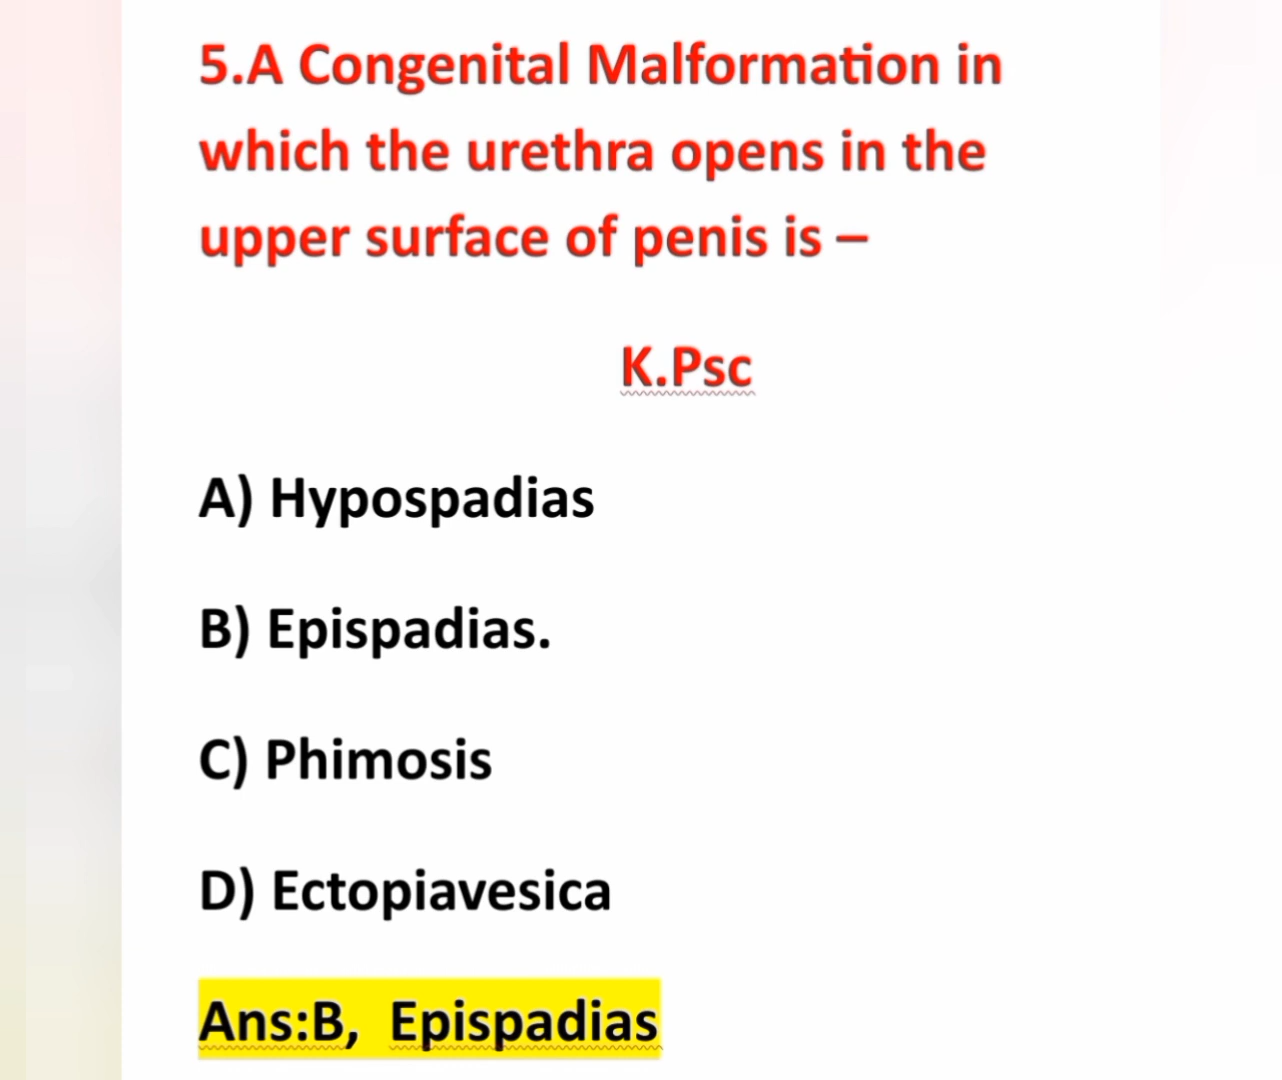 5.A Congenital Malformation in
which the urethra opens in the
upper surface of penis is –
K.Psc
A) Hypospadias
B) Epispadias.
C) Phimosis
D) Ectopiavesica
Ans:B, Epispadias